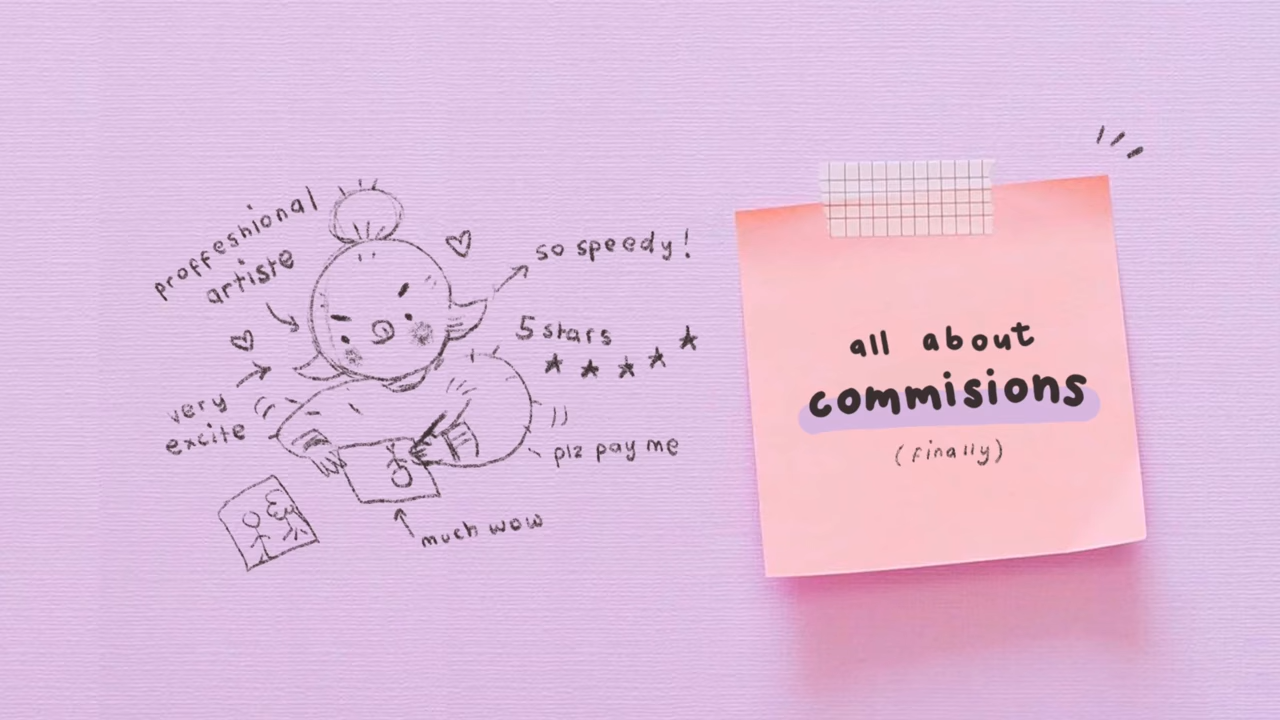 proffeshional
artiste
so speedy!
5 stars
very
excite
plz pay me
much wow
all about
commisions
(finally)